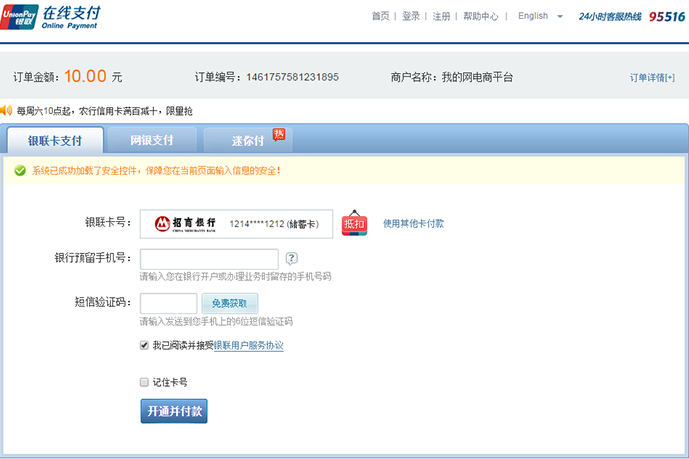 UnionPay 银联 在线支付 Online Payment
首页 | 登录 | 注册 | 帮助中心 | English 24小时客服热线 95516
订单金额：10.00 元 订单编号：1461757581231895 商户名称：我的网电商平台 订单详情[+]
每周六10点起，农行信用卡满百减十，限量抢
银联卡支付 网银支付 迷你付 热
系统已成功加载了安全控件，保障您在当前页面输入信息的安全！
银联卡号： 招商银行 CHINA MERCHANTS BANK 1214****1212 (储蓄卡) 抵扣 使用其他卡付款
银行预留手机号： ?
请输入您在银行开户或办理业务时留存的手机号码
短信验证码： 免费获取
请输入发送到您手机上的6位短信验证码
我已阅读并接受银联用户服务协议
记住卡号
开通并付款